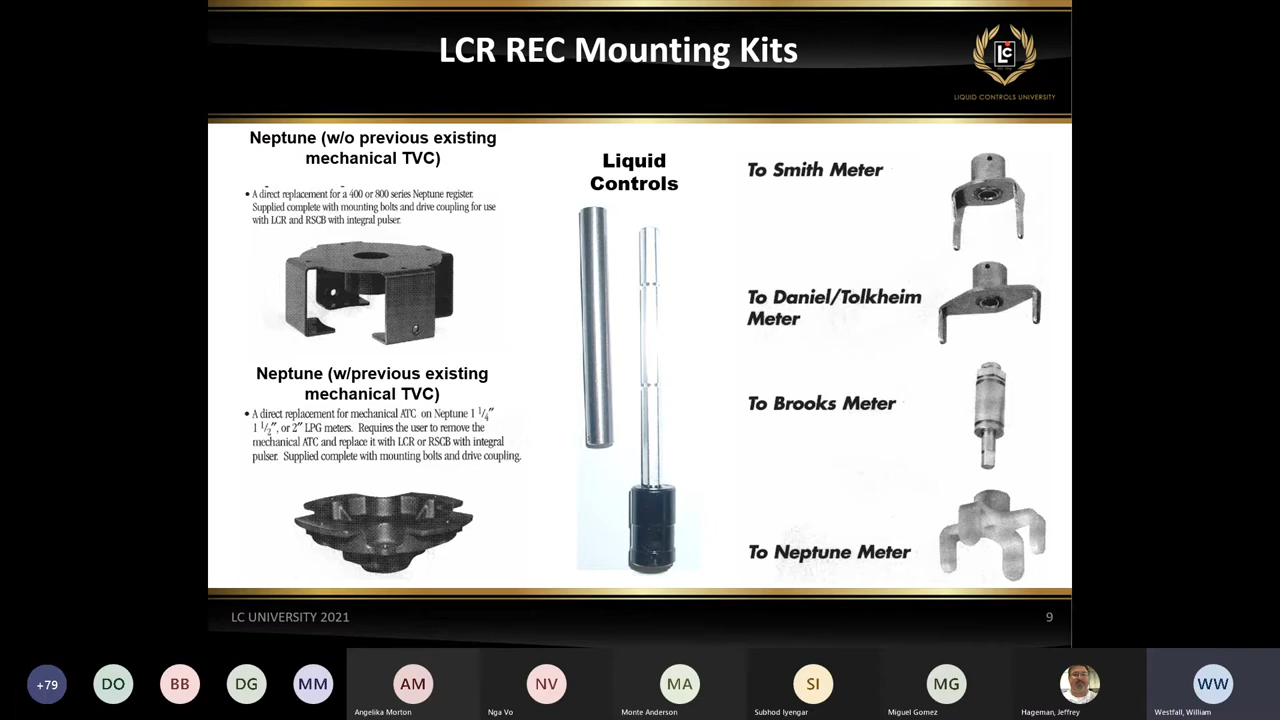 LCR REC Mounting Kits
LC
LIQUID CONTROLS UNIVERSITY
Neptune (w/o previous existing
mechanical TVC)
• A direct replacement for a 400 or 800 series Neptune register.
Supplied complete with mounting bolts and drive coupling for use
with LCR and RSCB with integral pulser.
Neptune (w/previous existing
mechanical TVC)
• A direct replacement for mechanical ATC on Neptune 1 1/4"
1 1/2", or 2" LPG meters. Requires the user to remove the
mechanical ATC and replace it with LCR or RSCB with integral
pulser. Supplied complete with mounting bolts and drive coupling.
Liquid
Controls
To Smith Meter
To Daniel/Tolkheim
Meter
To Brooks Meter
To Neptune Meter
LC UNIVERSITY 2021
9
+79
DO
BB
DG
MM
AM
Angelika Morton
NV
Nga Vo
MA
Monte Anderson
SI
Subhod Iyengar
MG
Miguel Gomez
Hageman, Jeffrey
WW
Westfall, William